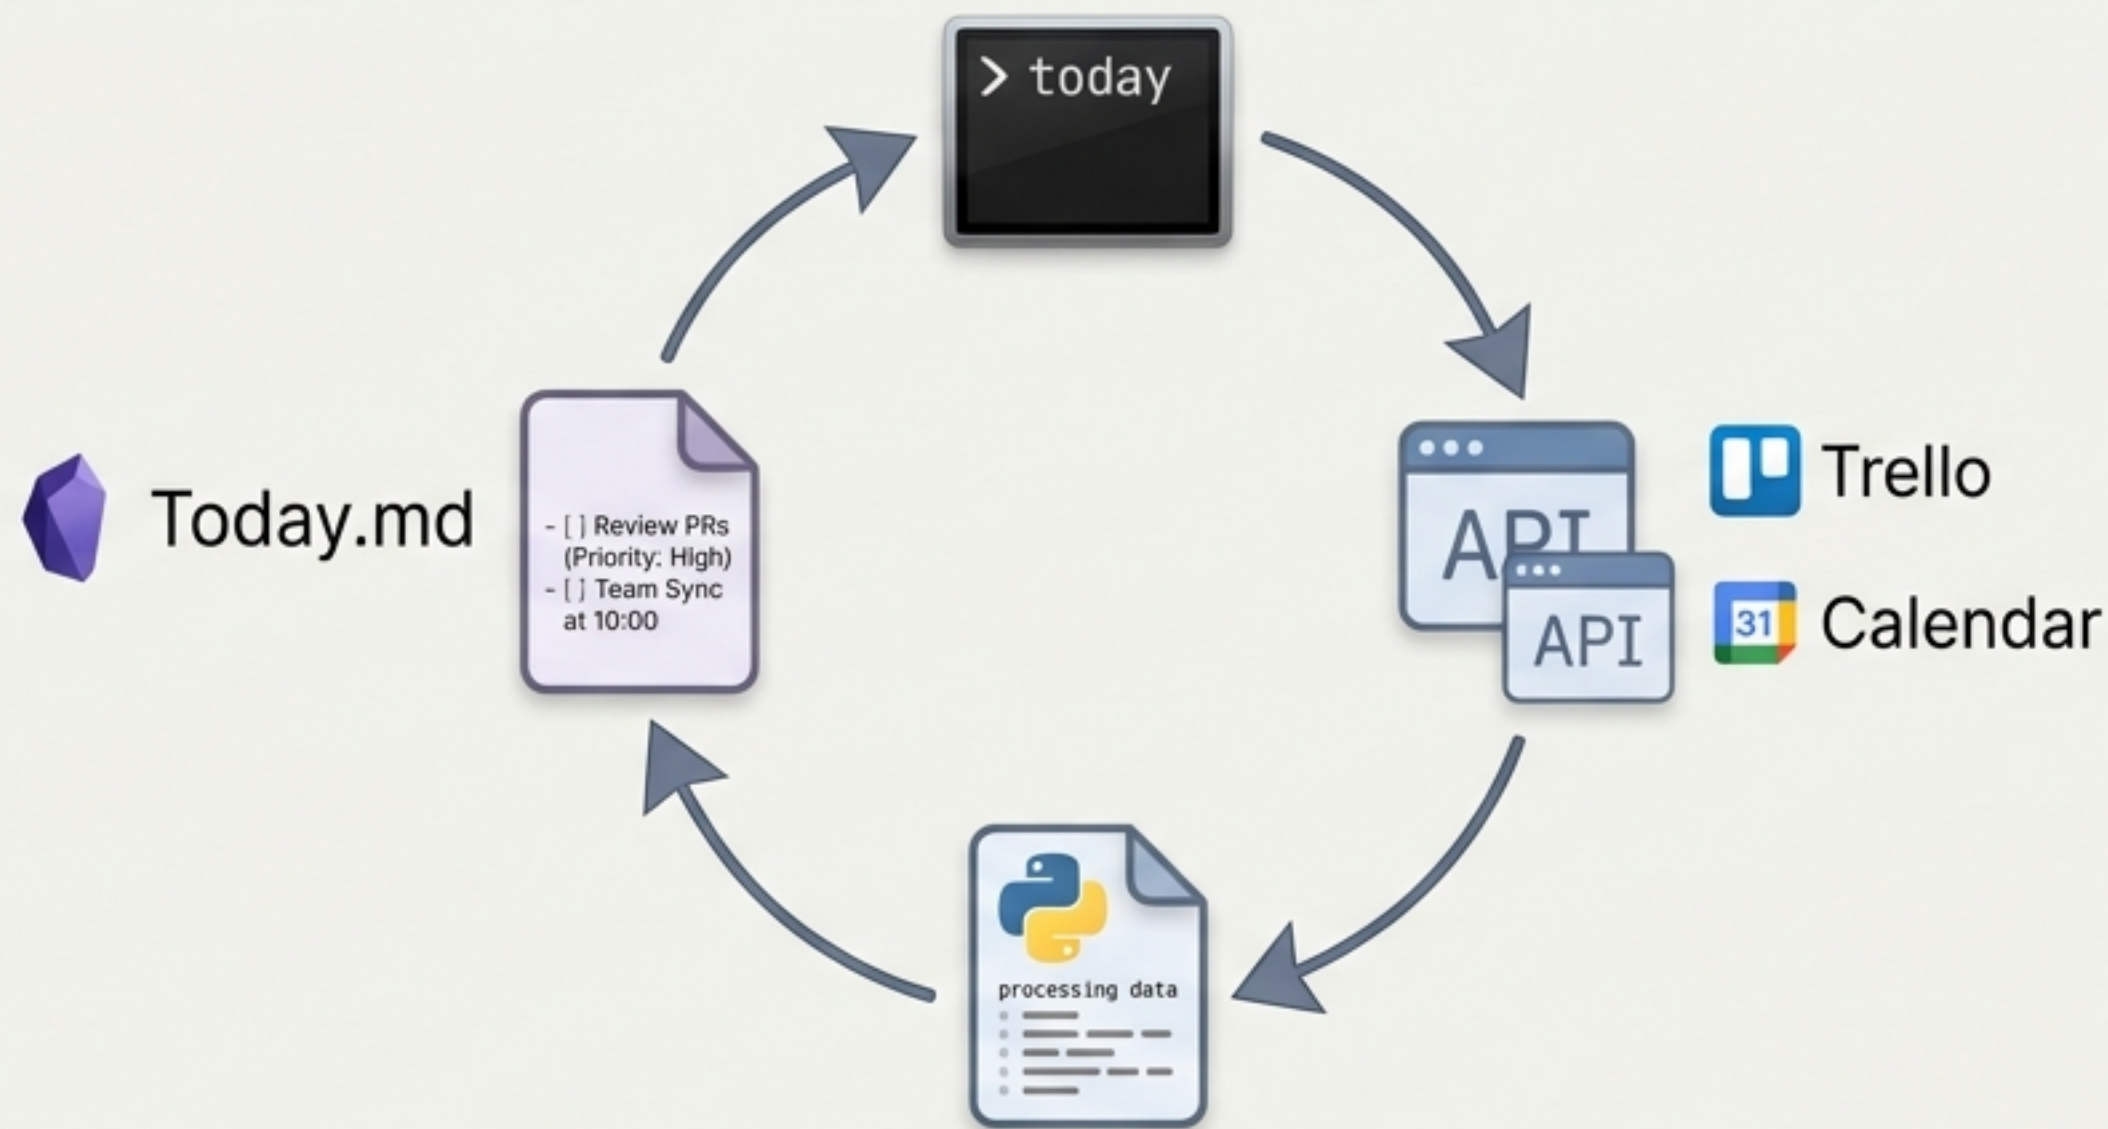 > today
Trello
API
API
31
Calendar
Today.md
- [ ] Review PRs
(Priority: High)
- [ ] Team Sync
at 10:00
processing data